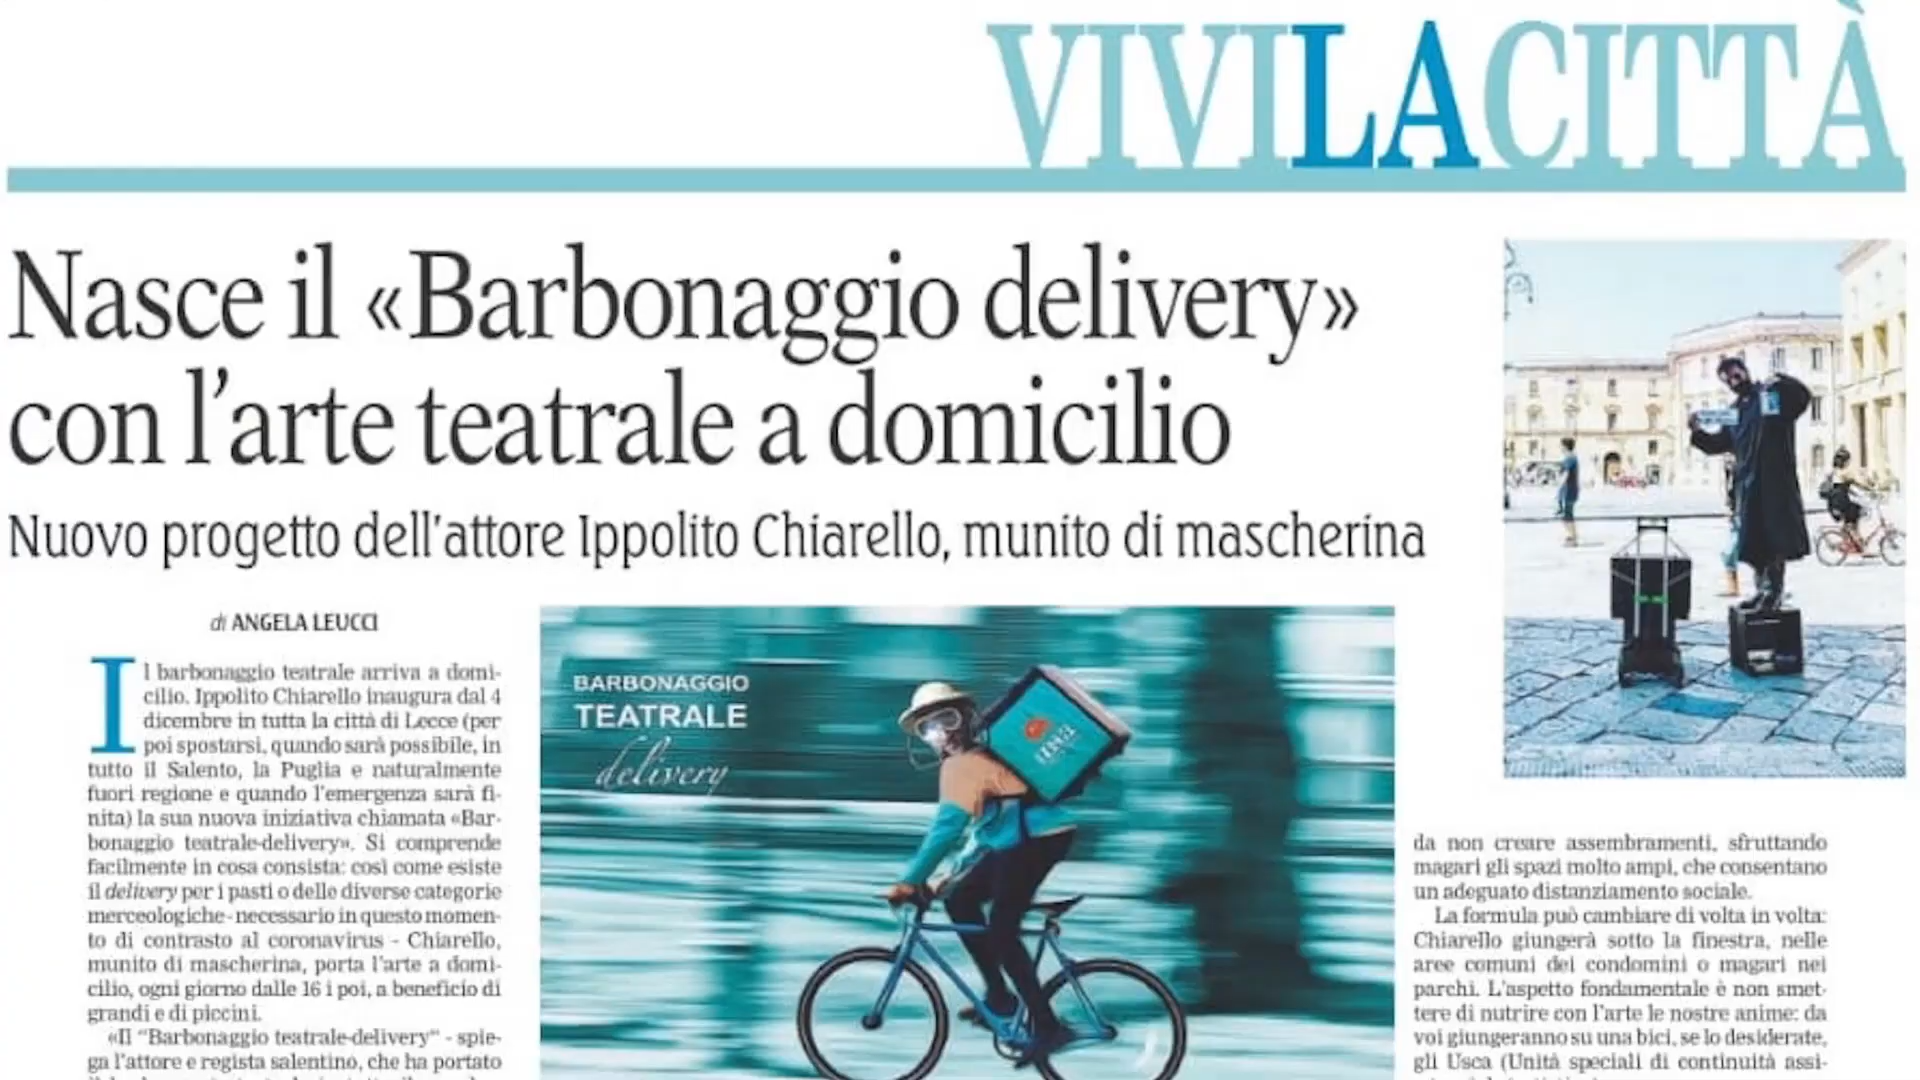 VIVILACITTÀ
Nasce il «Barbonaggio delivery»
con l'arte teatrale a domicilio
Nuovo progetto dell'attore Ippolito Chiarello, munito di mascherina
di ANGELA LEUCCI
Il barbonaggio teatrale arriva a domi-
cilio. Ippolito Chiarello inaugura dal 4
dicembre in tutta la città di Lecce (per
poi spostarsi, quando sarà possibile, in
tutto il Salento, la Puglia e naturalmente
fuori regione e quando l'emergenza sarà fi-
nita) la sua nuova iniziativa chiamata «Bar-
bonaggio teatrale-delivery». Si comprende
facilmente in cosa consista: così come esiste
il delivery per i pasti o delle diverse categorie
merceologiche - necessario in questo momen-
to di contrasto al coronavirus - Chiarello,
munito di mascherina, porta l'arte a domi-
cilio, ogni giorno dalle 16 i poi, a beneficio di
grandi e di piccini.
«Il "Barbonaggio teatrale-delivery" - spie-
ga l'attore e regista salentino, che ha portato
BARBONAGGIO
TEATRALE
delivery
da non creare assembramenti, sfruttando
magari gli spazi molto ampi, che consentano
un adeguato distanziamento sociale.
La formula può cambiare di volta in volta:
Chiarello giungerà sotto la finestra, nelle
aree comuni dei condomini o magari nei
parchi. L'aspetto fondamentale è non smet-
tere di nutrire con l'arte le nostre anime: da
voi giungeranno su una bici, se lo desiderate,
gli Usca (Unità speciali di continuità assi-